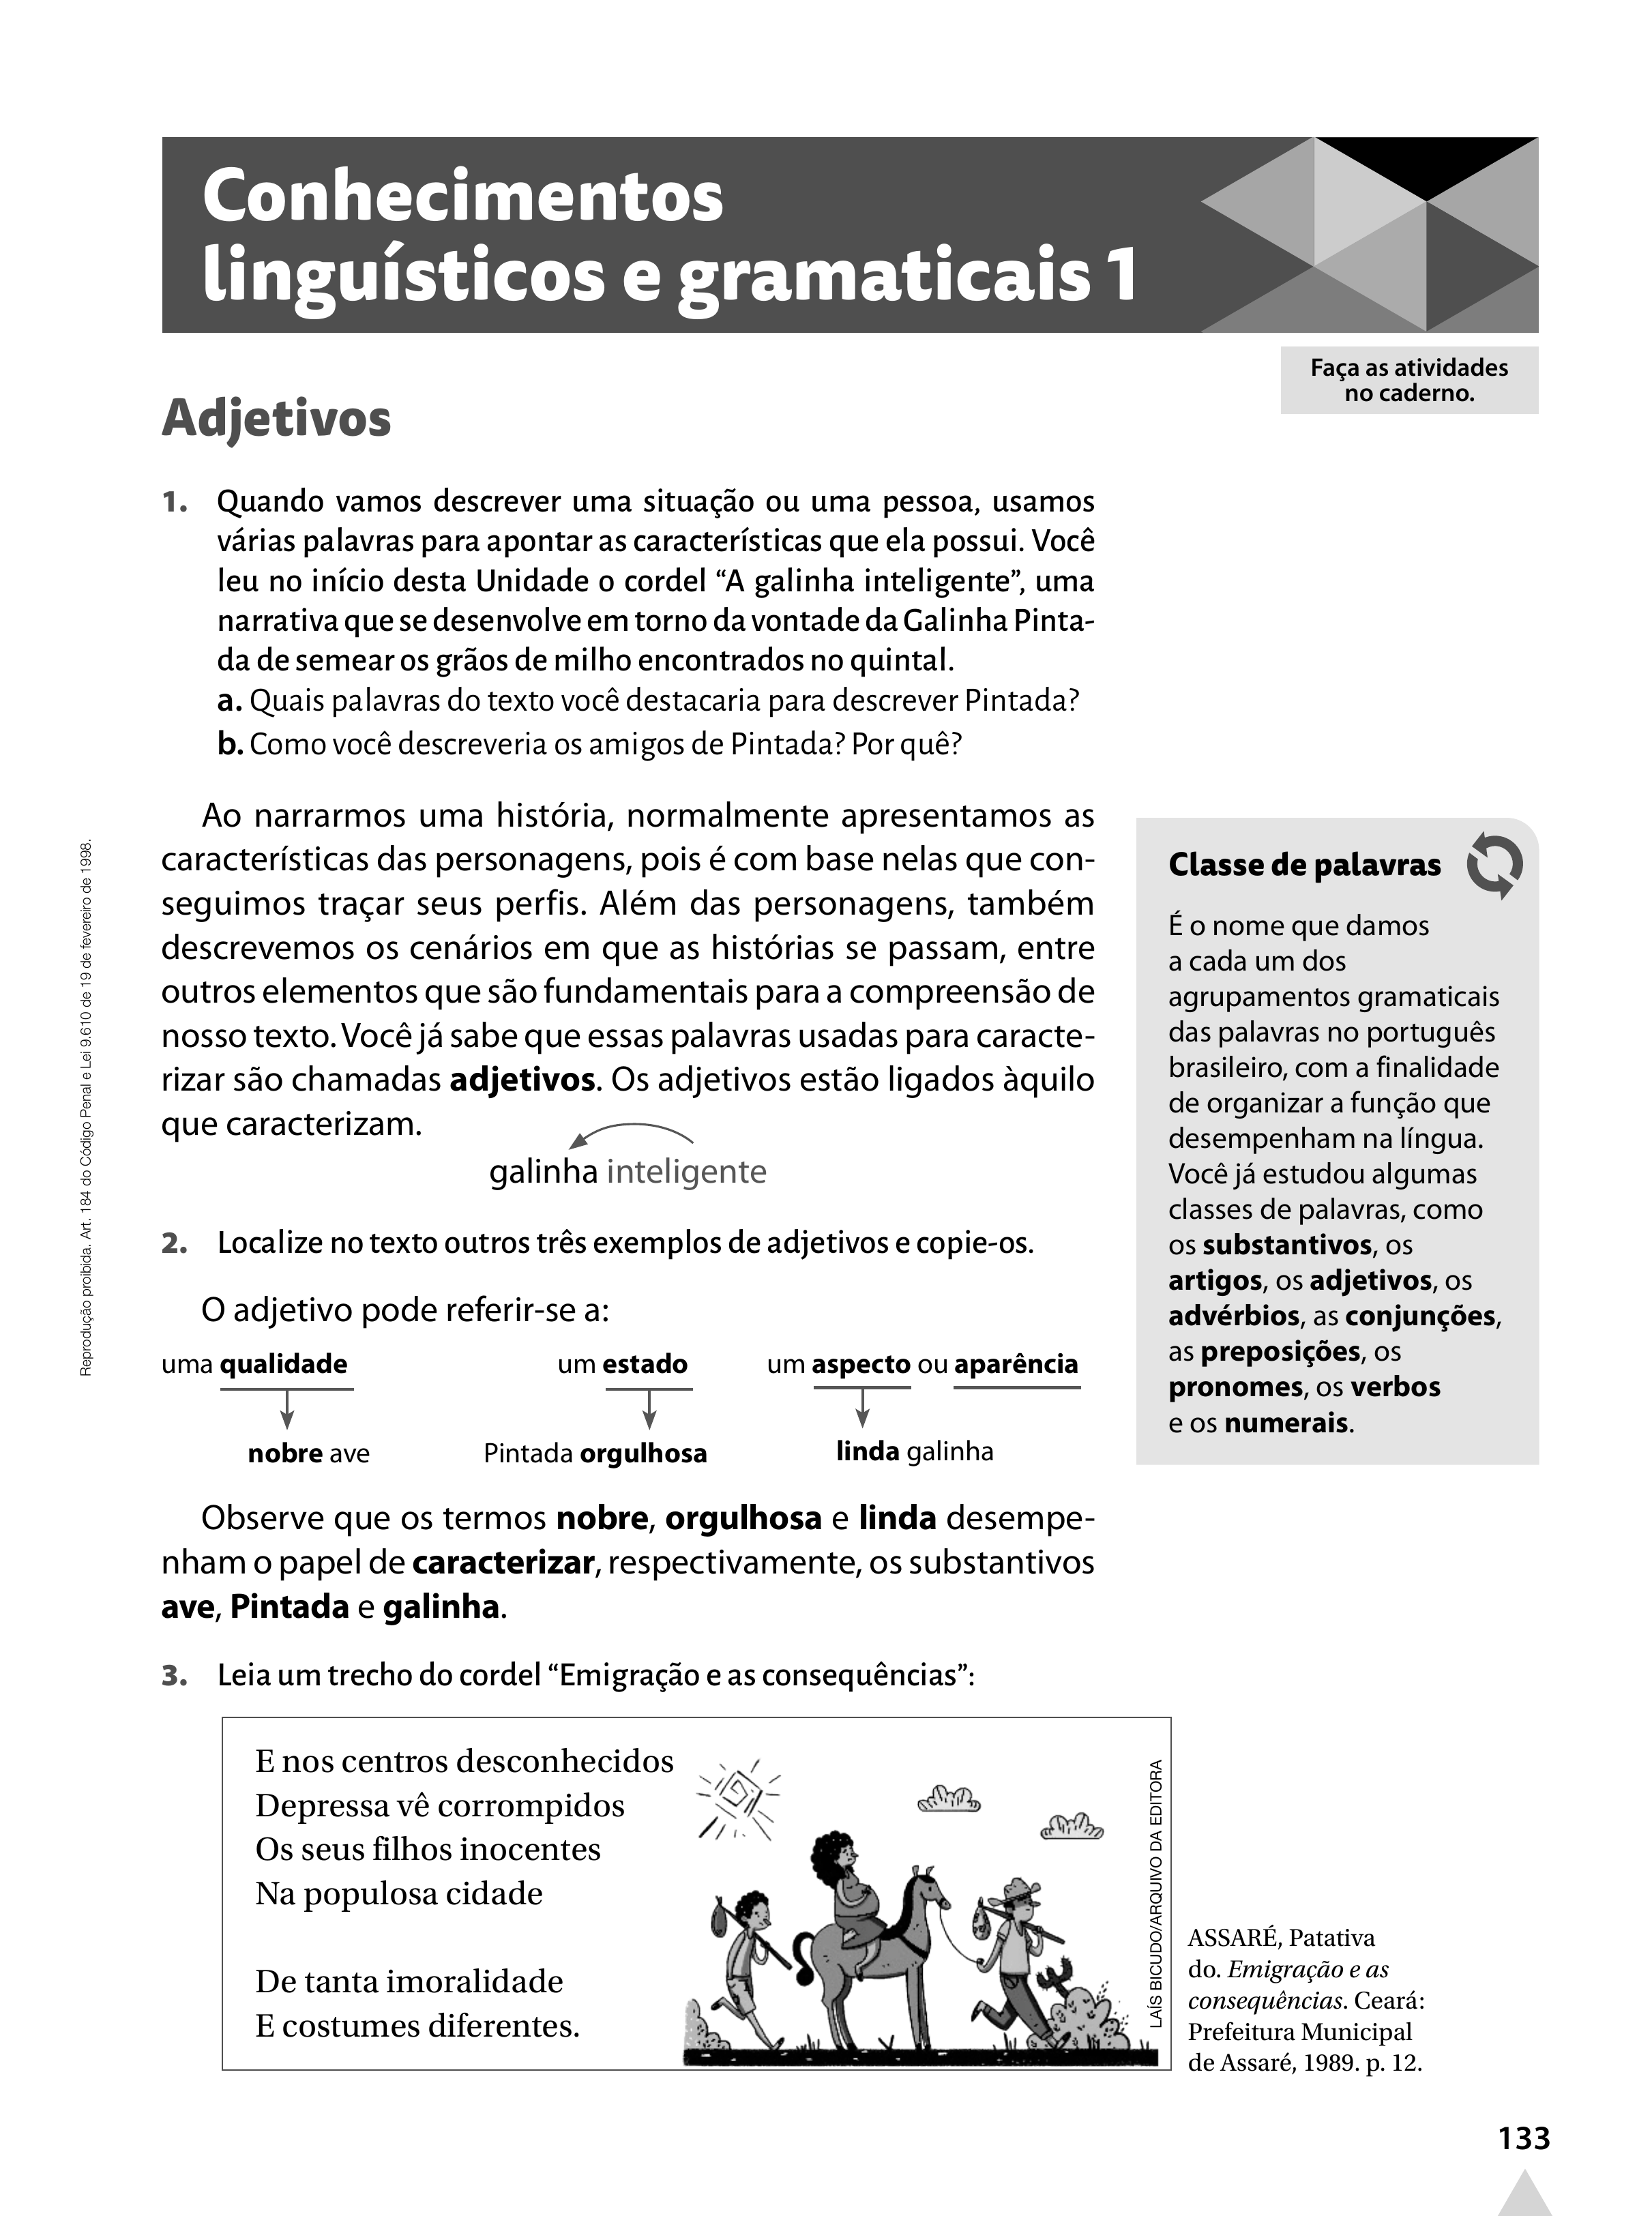 Conhecimentos
linguísticos e gramaticais 1
Faça as atividades
no caderno.
Adjetivos
1. Quando vamos descrever uma situação ou uma pessoa, usamos
várias palavras para apontar as características que ela possui. Você
leu no início desta Unidade o cordel “A galinha inteligente”, uma
narrativa que se desenvolve em torno da vontade da Galinha Pinta-
da de semear os grãos de milho encontrados no quintal.
a. Quais palavras do texto você destacaria para descrever Pintada?
b. Como você descreveria os amigos de Pintada? Por quê?
Ao narrarmos uma história, normalmente apresentamos as
características das personagens, pois é com base nelas que con-
seguimos traçar seus perfis. Além das personagens, também
descrevemos os cenários em que as histórias se passam, entre
outros elementos que são fundamentais para a compreensão de
nosso texto. Você já sabe que essas palavras usadas para caracte-
rizar são chamadas adjetivos. Os adjetivos estão ligados àquilo
que caracterizam.
galinha inteligente
2. Localize no texto outros três exemplos de adjetivos e copie-os.
O adjetivo pode referir-se a:
uma qualidade um estado um aspecto ou aparência
nobre ave Pintada orgulhosa linda galinha
Observe que os termos nobre, orgulhosa e linda desempe-
nham o papel de caracterizar, respectivamente, os substantivos
ave, Pintada e galinha.
Classe de palavras
É o nome que damos
a cada um dos
agrupamentos gramaticais
das palavras no português
brasileiro, com a finalidade
de organizar a função que
desempenham na língua.
Você já estudou algumas
classes de palavras, como
os substantivos, os
artigos, os adjetivos, os
advérbios, as conjunções,
as preposições, os
pronomes, os verbos
e os numerais.
3. Leia um trecho do cordel “Emigração e as consequências”:
E nos centros desconhecidos
Depressa vê corrompidos
Os seus filhos inocentes
Na populosa cidade
De tanta imoralidade
E costumes diferentes.
LAÍS BICUDO/ARQUIVO DA EDITORA
ASSARÉ, Patativa
do. Emigração e as
consequências. Ceará:
Prefeitura Municipal
de Assaré, 1989. p. 12.
Reprodução proibida. Art. 184 do Código Penal e Lei 9.610 de 19 de fevereiro de 1998.
133